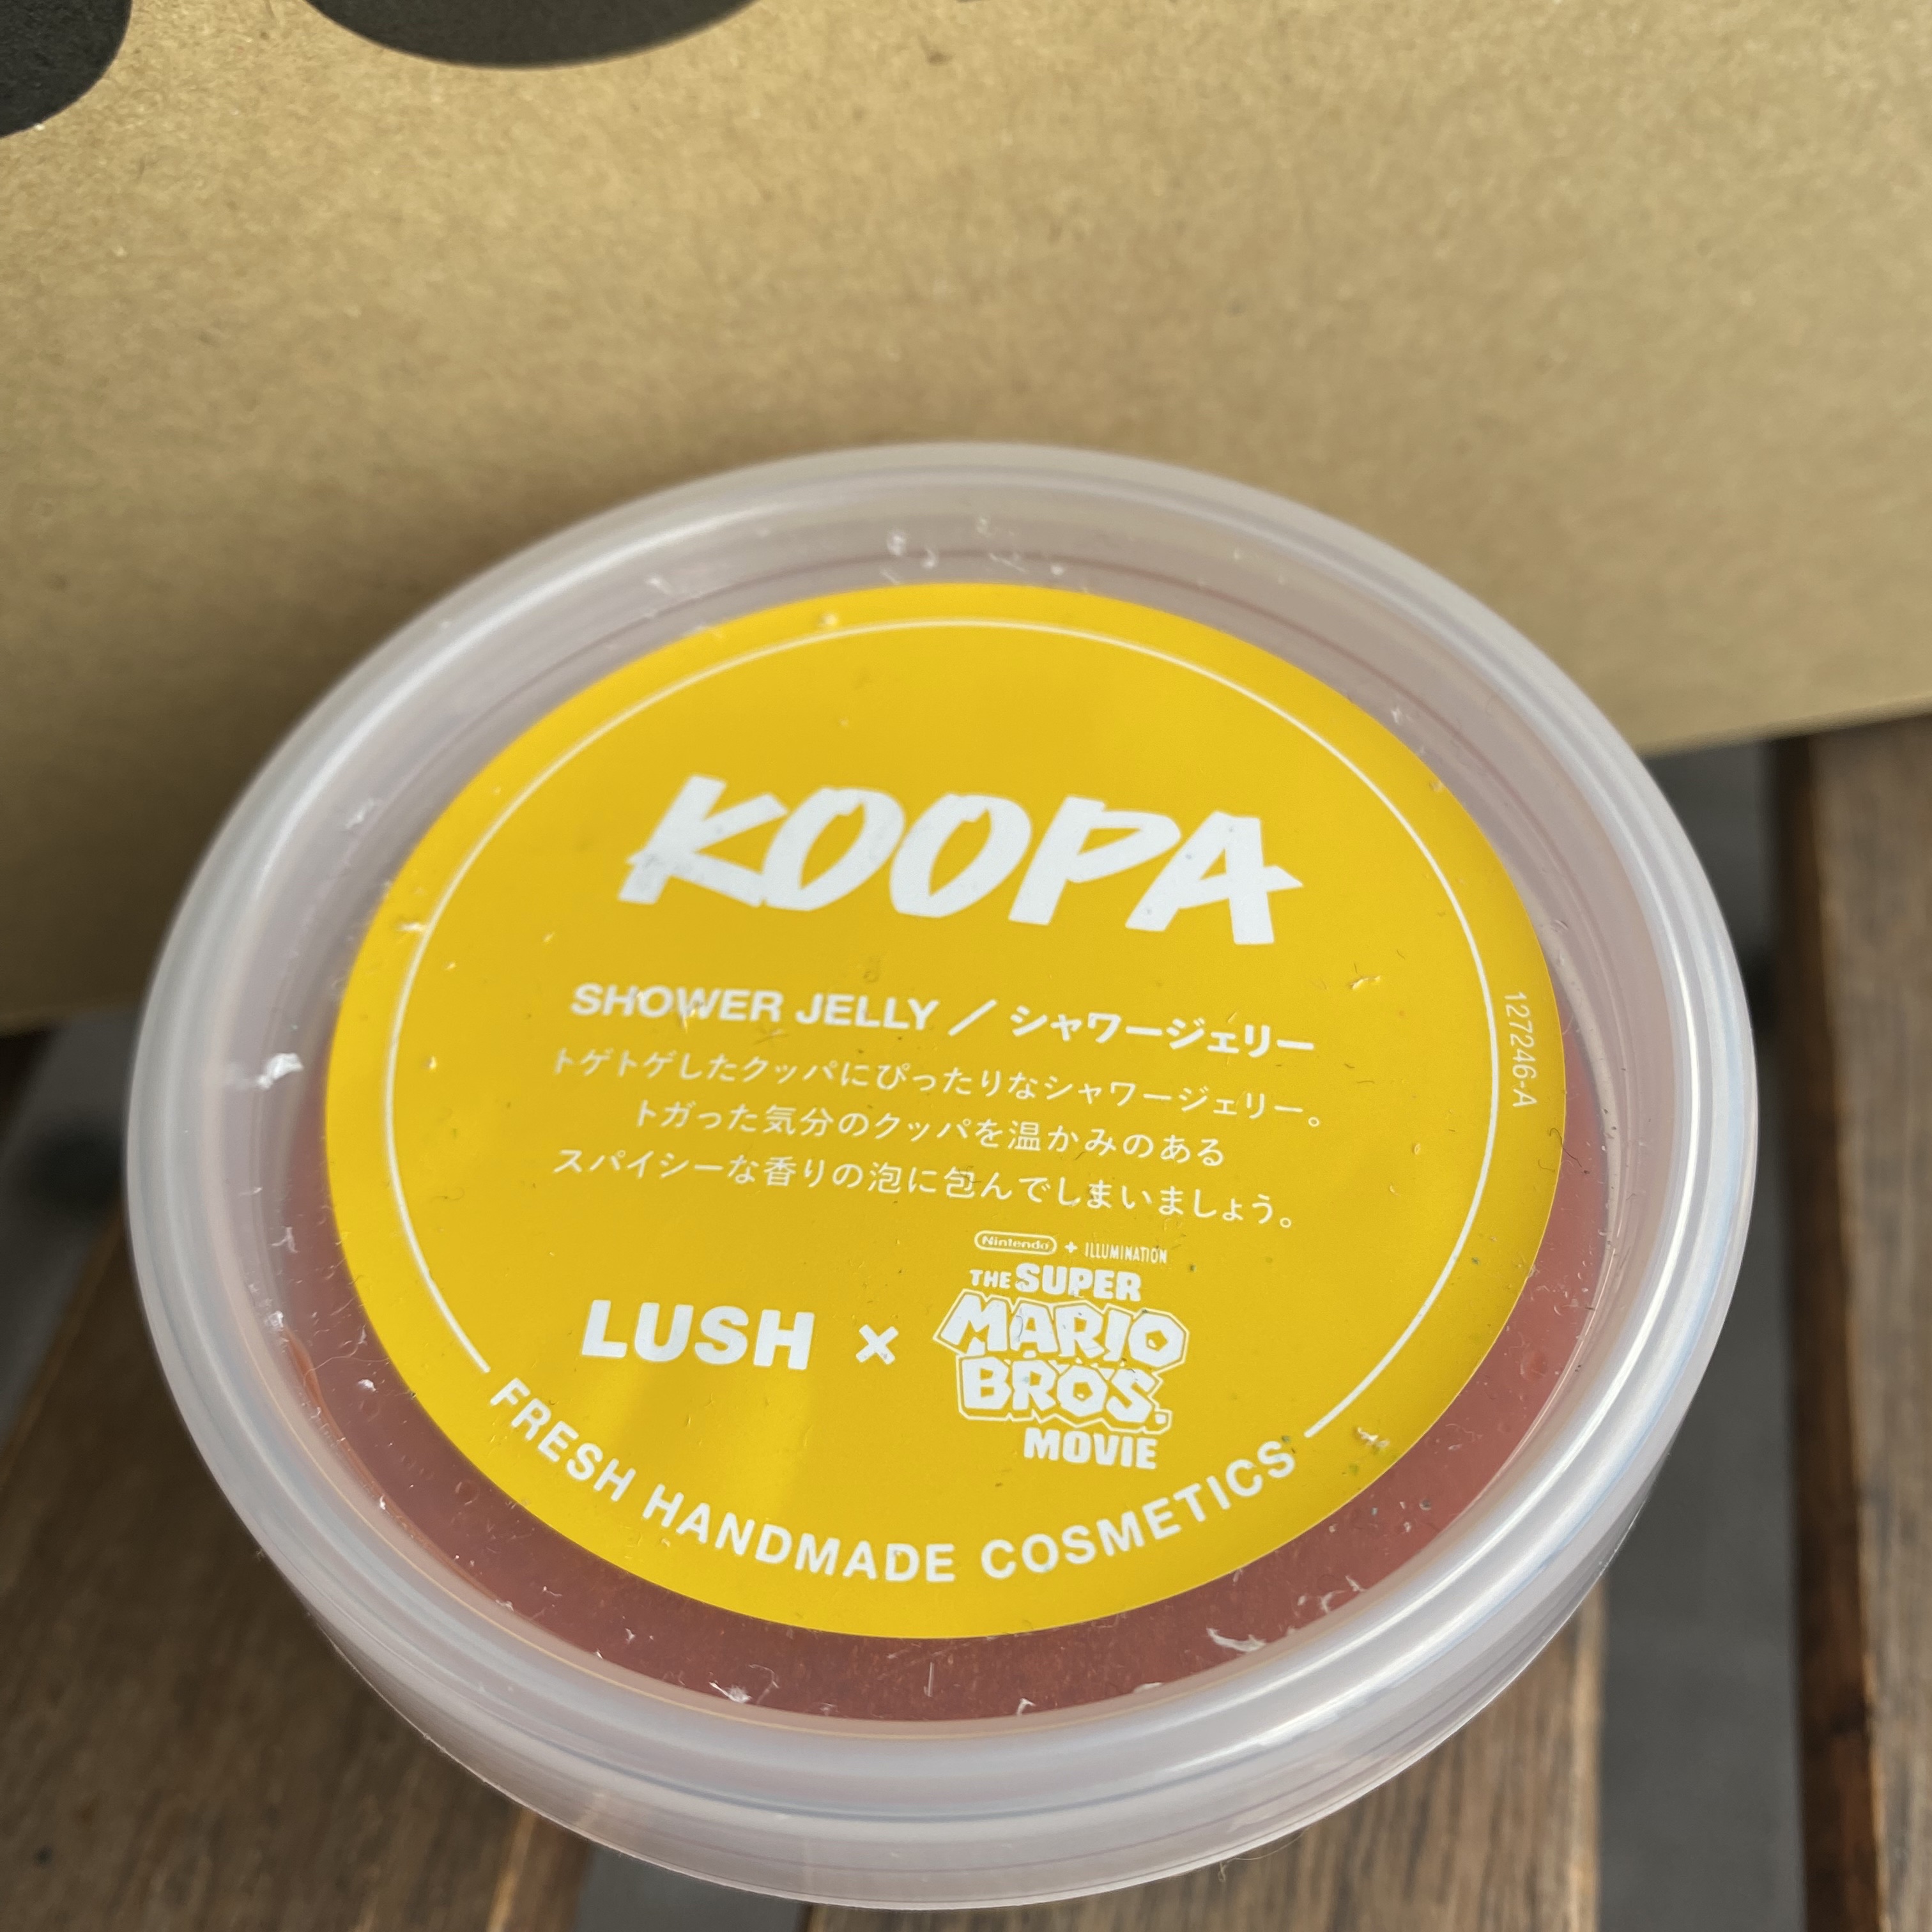 KOOPA
SHOWER JELLY ／ シャワージェリー
トゲトゲしたクッパにぴったりなシャワージェリー。
トガった気分のクッパを温かみのある
スパイシーな香りの泡に包んでしまいましょう。
127246-A
Nintendo + ILLUMINATION
THE SUPER
MARIO
BROS.
MOVIE
LUSH ×
FRESH HANDMADE COSMETICS